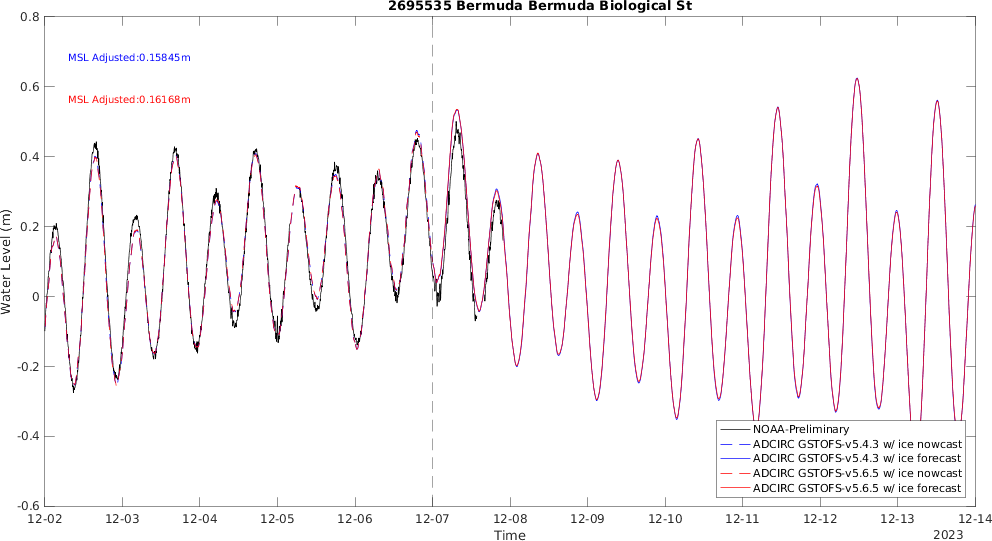 2695535 Bermuda Bermuda Biological St
MSL Adjusted:0.15845m
MSL Adjusted:0.16168m
Water Level (m)
0.8
0.6
0.4
0.2
0
-0.2
-0.4
-0.6
NOAA-Preliminary
ADCIRC GSTOFS-v5.4.3 w/ ice nowcast
ADCIRC GSTOFS-v5.4.3 w/ ice forecast
ADCIRC GSTOFS-v5.6.5 w/ ice nowcast
ADCIRC GSTOFS-v5.6.5 w/ ice forecast
12-02 12-03 12-04 12-05 12-06 12-07 12-08 12-09 12-10 12-11 12-12 12-13 12-14
Time
2023